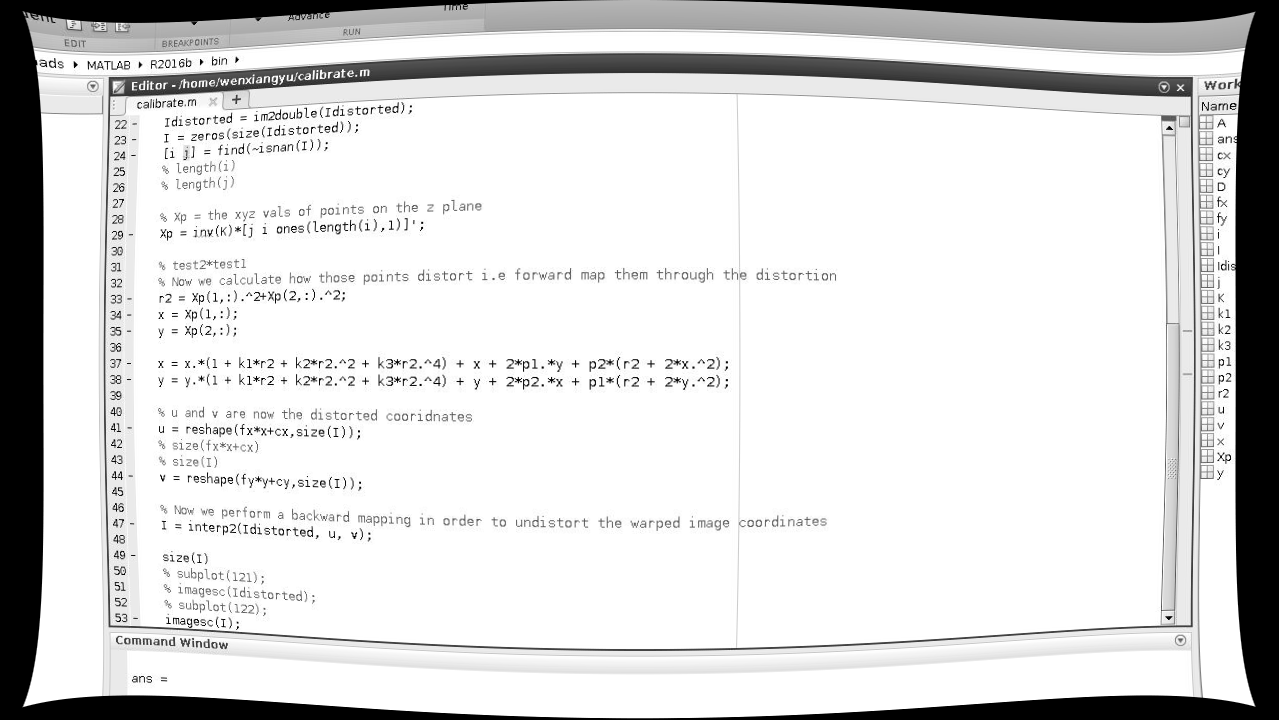 Advance
Time
EDIT
BREAKPOINTS
RUN
MATLAB
R2016b
bin
Editor - /home/wenxiangyu/calibrate.m
calibrate.m
22 - Idistorted = im2double(Idistorted);
23 - I = zeros(size(Idistorted));
24 - [i j] = find(~isnan(I));
25 % length(i)
26 % length(j)
27
28 % Xp = the xyz vals of points on the z plane
29 - Xp = inv(K)*[j i ones(length(i),1)]';
30
31 % test2*test1
32 % Now we calculate how those points distort i.e forward map them through the distortion
33 - r2 = Xp(1,:).^2+Xp(2,:).^2;
34 - x = Xp(1,:);
35 - y = Xp(2,:);
36
37 - x = x.*(1 + k1*r2 + k2*r2.^2 + k3*r2.^4) + x + 2*p1.*y + p2*(r2 + 2*x.^2);
38 - y = y.*(1 + k1*r2 + k2*r2.^2 + k3*r2.^4) + y + 2*p2.*x + p1*(r2 + 2*y.^2);
39
40 % u and v are now the distorted cooridnates
41 - u = reshape(fx*x+cx,size(I));
42 % size(fx*x+cx)
43 % size(I)
44 - v = reshape(fy*y+cy,size(I));
45
46 % Now we perform a backward mapping in order to undistort the warped image coordinates
47 - I = interp2(Idistorted, u, v);
48
49 - size(I)
50 % subplot(121);
51 % imagesc(Idistorted);
52 % subplot(122);
53 - imagesc(I);
Command Window
ans =
Name
A
ans
cx
cy
D
fx
fy
i
I
j
K
k1
k2
k3
p1
p2
r2
u
v
x
Xp
y